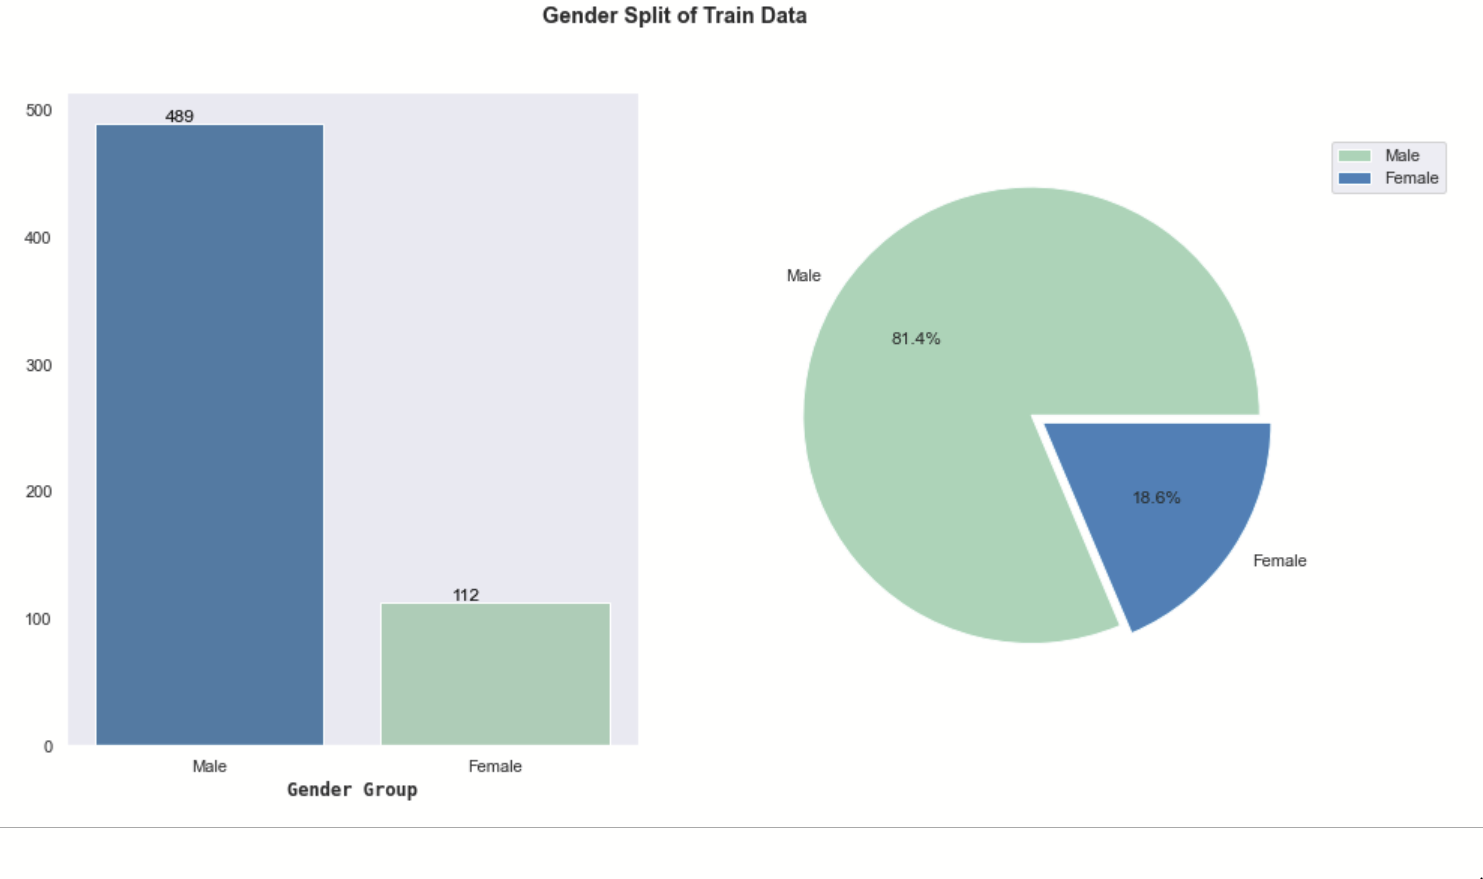 Gender Split of Train Data
500
400
300
200
100
0
489
112
Male
Female
Gender Group
Male
Female
Male
81.4%
18.6%
Female